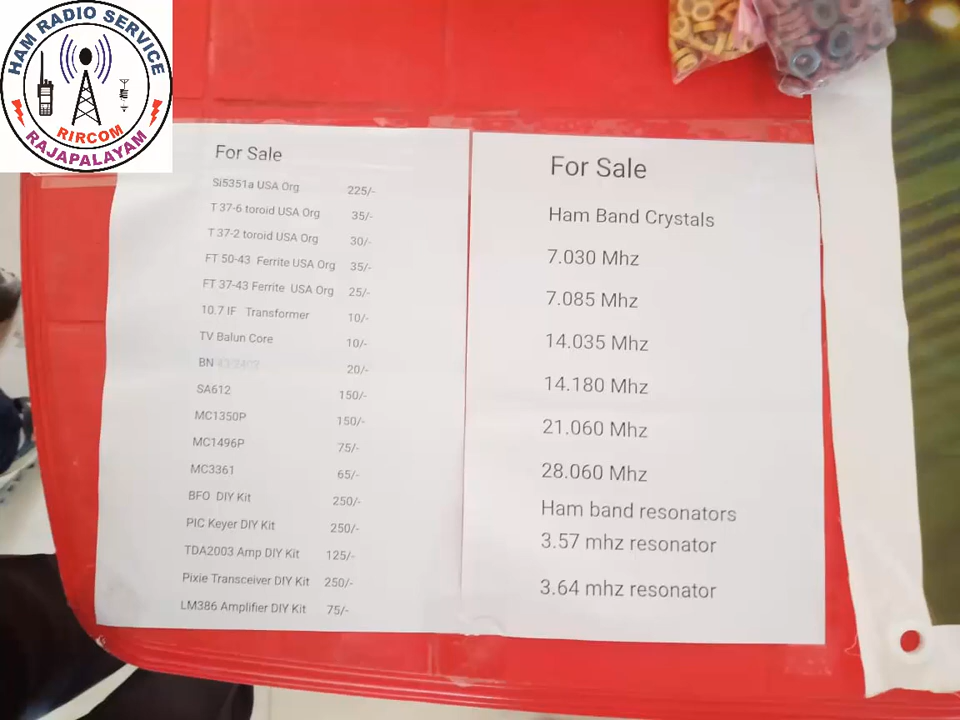 HAM RADIO SERVICE
RIRCOM
RAJAPALAYAM
For Sale
Si5351a USA Org 225/-
T 37-6 toroid USA Org 35/-
T 37-2 toroid USA Org 30/-
FT 50-43 Ferrite USA Org 35/-
FT 37-43 Ferrite USA Org 25/-
10.7 IF Transformer 10/-
TV Balun Core 10/-
BN 20/-
SA612 150/-
MC1350P 150/-
MC1496P 75/-
MC3361 65/-
BFO DIY Kit 250/-
PIC Keyer DIY Kit 250/-
TDA2003 Amp DIY Kit 125/-
Pixie Transceiver DIY Kit 250/-
LM386 Amplifier DIY Kit 75/-
For Sale
Ham Band Crystals
7.030 Mhz
7.085 Mhz
14.035 Mhz
14.180 Mhz
21.060 Mhz
28.060 Mhz
Ham band resonators
3.57 mhz resonator
3.64 mhz resonator